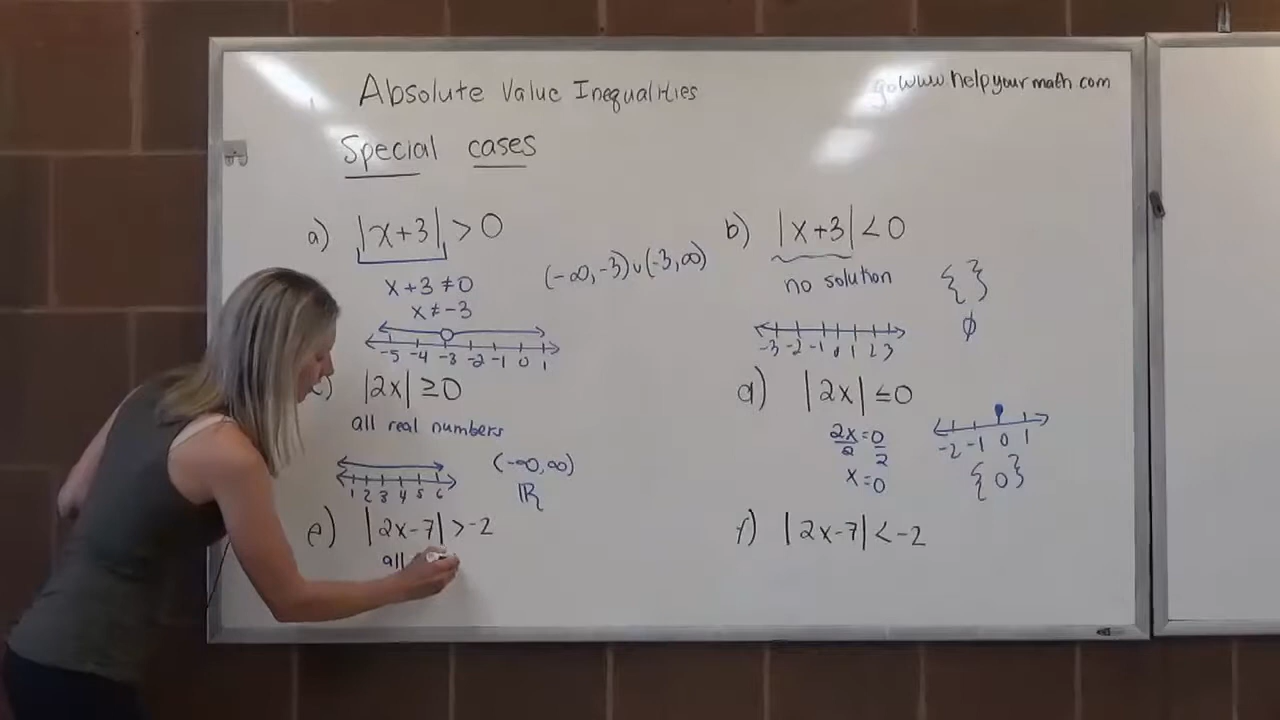 Absolute Value Inequalities
www.helpyourmath.com
Special cases
a) |x+3| > 0
x+3 ≠ 0
x ≠ -3
(-∞, -3) ∪ (-3, ∞)
-5 -4 -3 -2 -1 0 1
b) |x+3| < 0
no solution
{ }
∅
-3 -2 -1 0 1 2 3
) |2x| ≥ 0
all real numbers
1 2 3 4 5 6
(-∞, ∞)
ℝ
d) |2x| ≤ 0
2x/2 = 0/2
x = 0
-2 -1 0 1
{0}
e) |2x-7| > -2
all
f) |2x-7| < -2